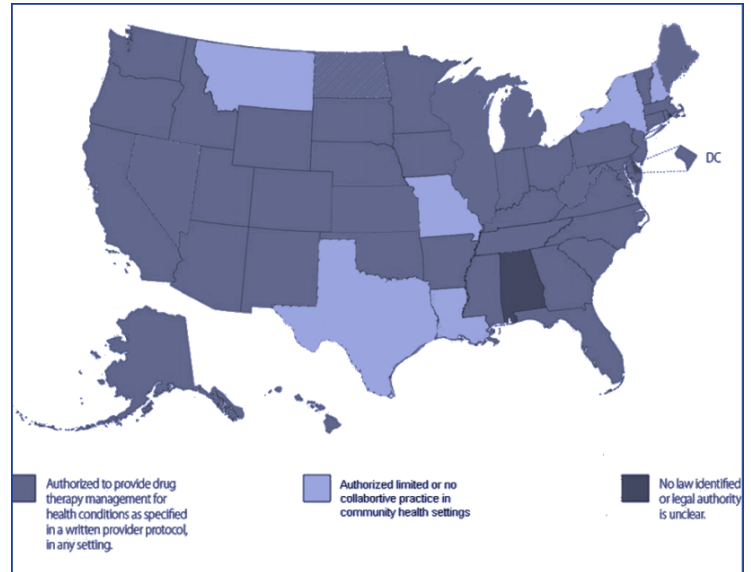 DC
Authorized to provide drug
therapy management for
health conditions as specified
in a written provider protocol,
in any setting.
Authorized limited or no
collabortive practice in
community health settings
No law identified
or legal authority
is unclear.